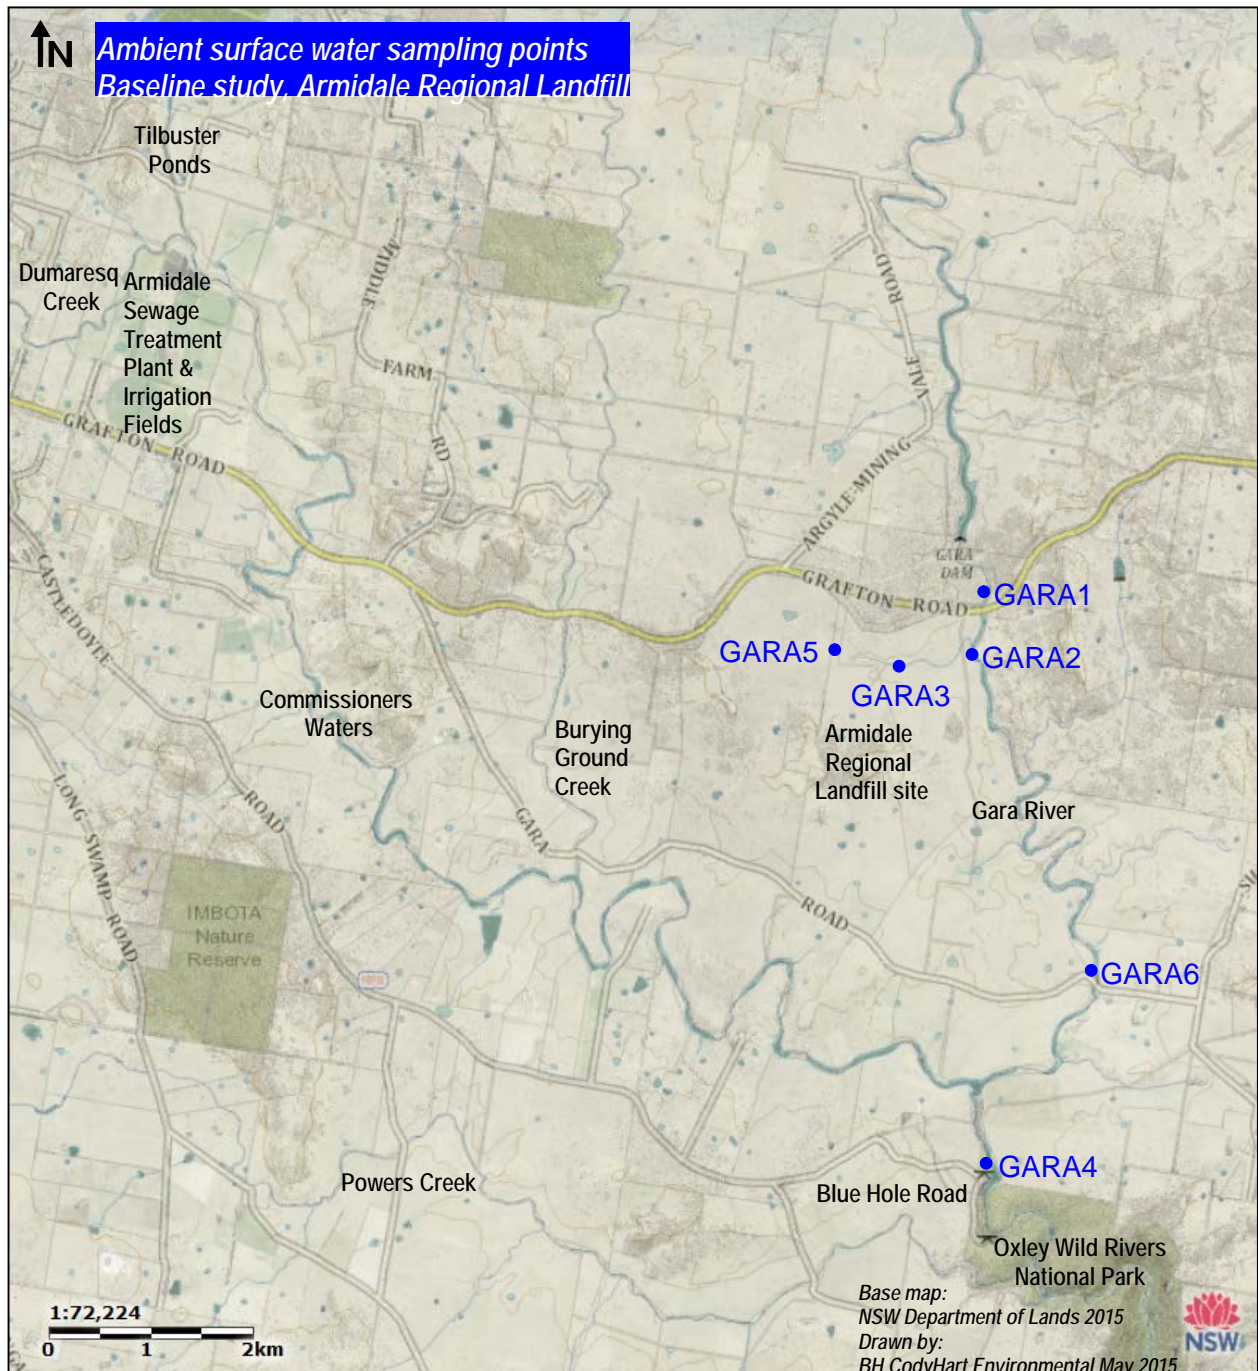 N
Ambient surface water sampling points
Baseline study, Armidale Regional Landfill
Tilbuster
Ponds
Dumaresq
Creek
Armidale
Sewage
Treatment
Plant &
Irrigation
Fields
WADDLE
FARM
RD
ROAD
VALE
ARGYLE-MINING
GRAFTON ROAD
GARA
DAM
GRAFTON ROAD
GARA1
GARA5
GARA2
GARA3
CASTLEDOYLE
ROAD
Commissioners
Waters
Burying
Ground
Creek
Armidale
Regional
Landfill site
Gara River
LONG SWAMP ROAD
GARA
ROAD
IMBOTA
Nature
Reserve
GARA6
GARA4
Powers Creek
Blue Hole Road
Oxley Wild Rivers
National Park
1:72,224
0 1 2km
Base map:
NSW Department of Lands 2015
Drawn by:
BH CodyHart Environmental May 2015
NSW